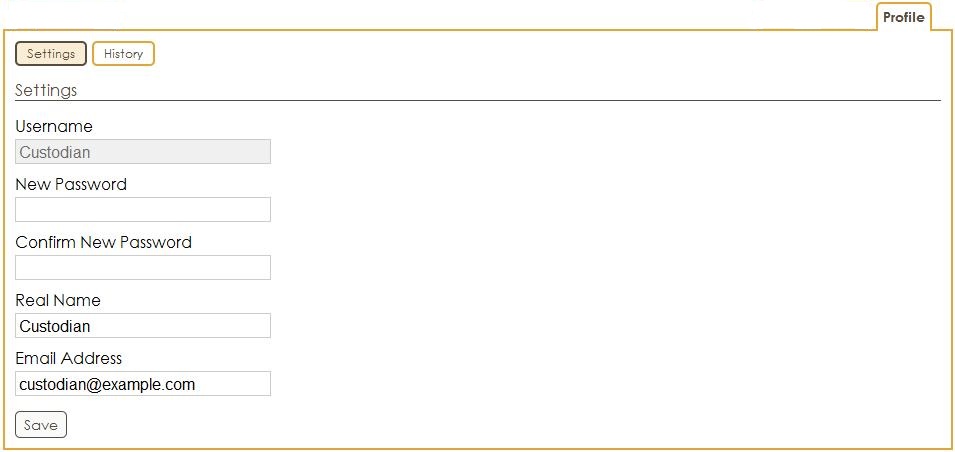 Profile
Settings History
Settings
Username
Custodian
New Password
Confirm New Password
Real Name
Custodian
Email Address
custodian@example.com
Save